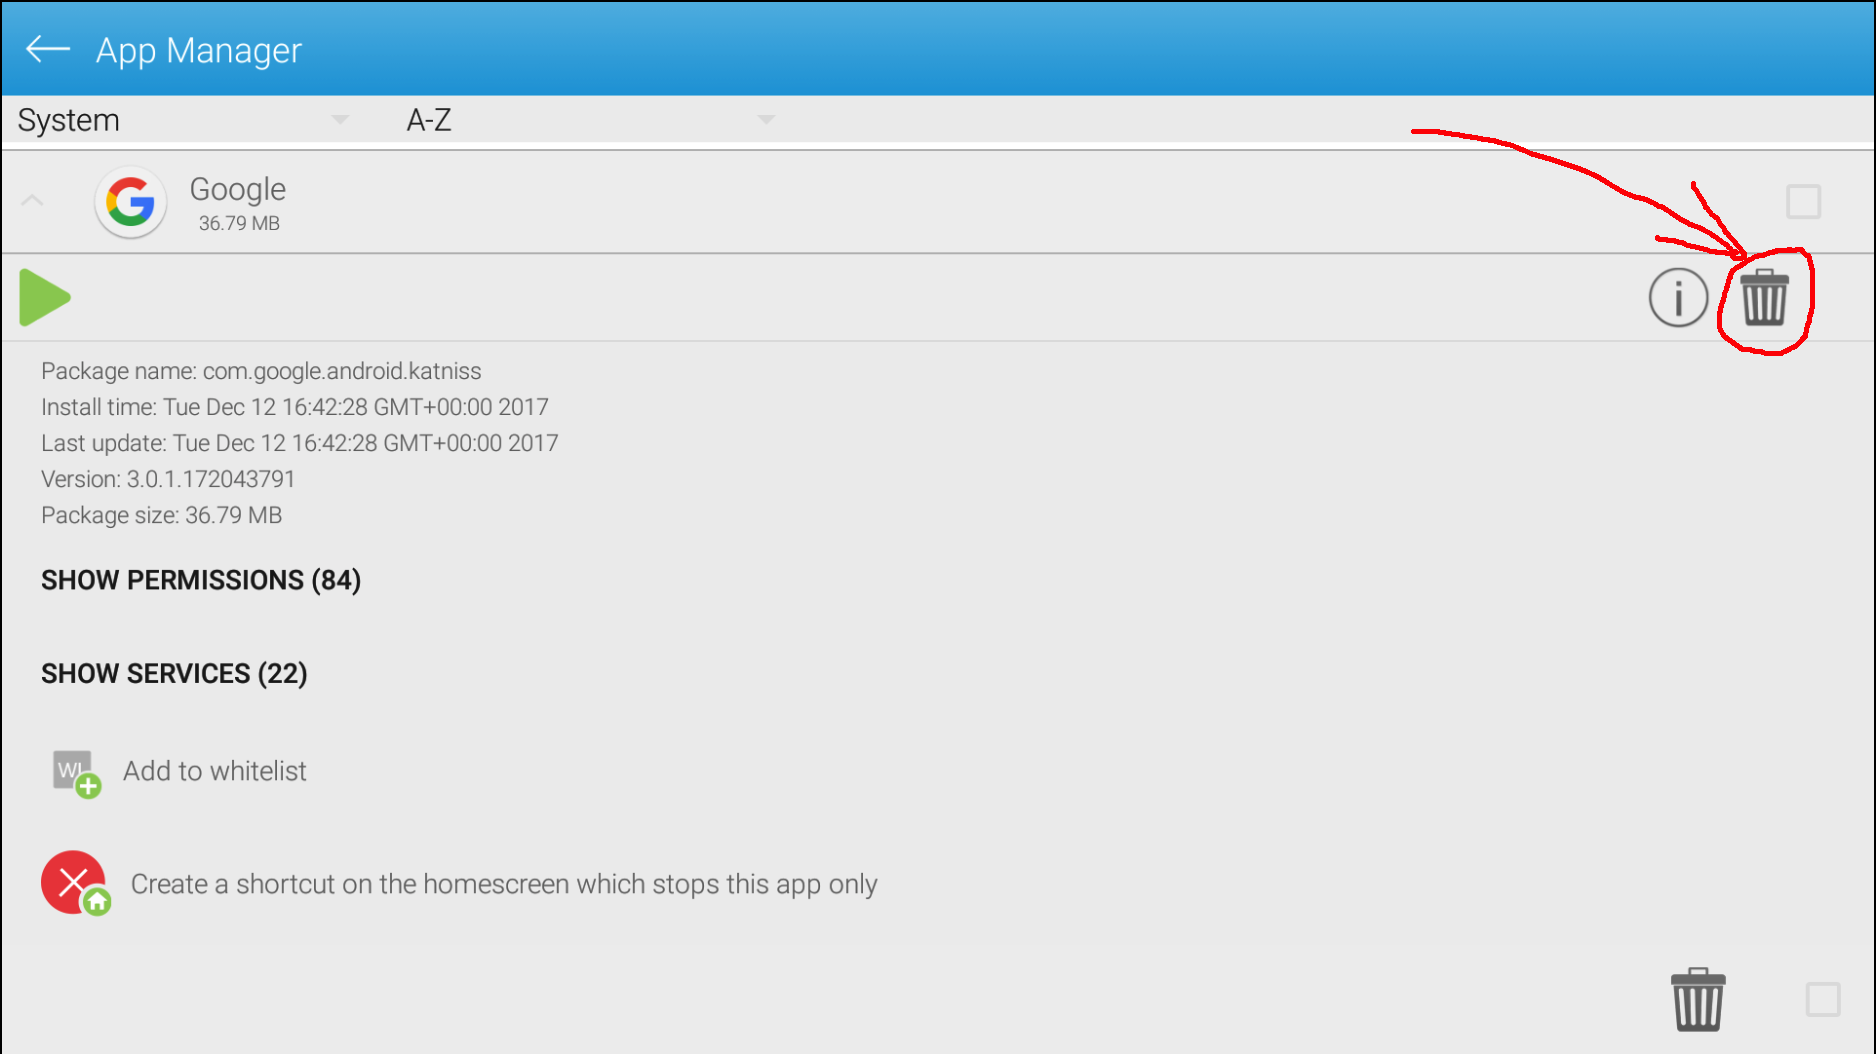 App Manager
System A-Z
Google
36.79 MB
Package name: com.google.android.katniss
Install time: Tue Dec 12 16:42:28 GMT+00:00 2017
Last update: Tue Dec 12 16:42:28 GMT+00:00 2017
Version: 3.0.1.172043791
Package size: 36.79 MB
SHOW PERMISSIONS (84)
SHOW SERVICES (22)
WL Add to whitelist
Create a shortcut on the homescreen which stops this app only